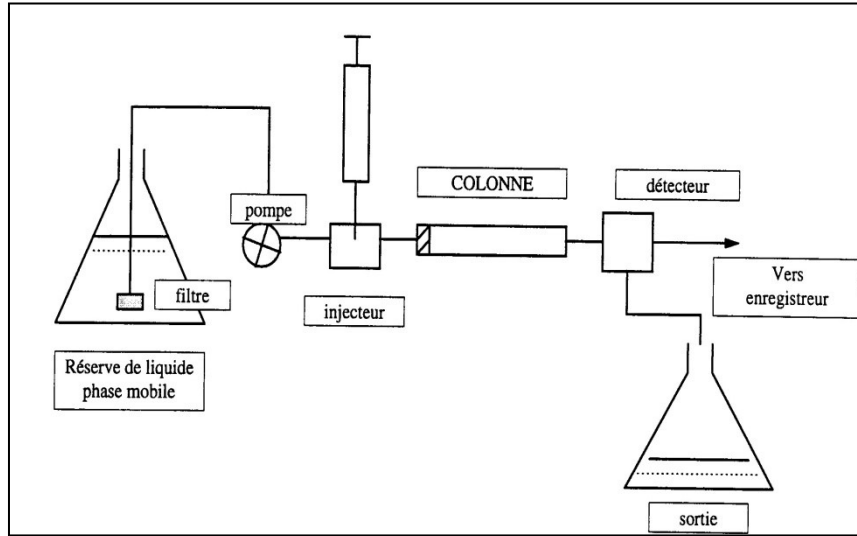 COLONNE
détecteur
pompe
filtre
injecteur
Vers
enregistreur
Réserve de liquide
phase mobile
sortie